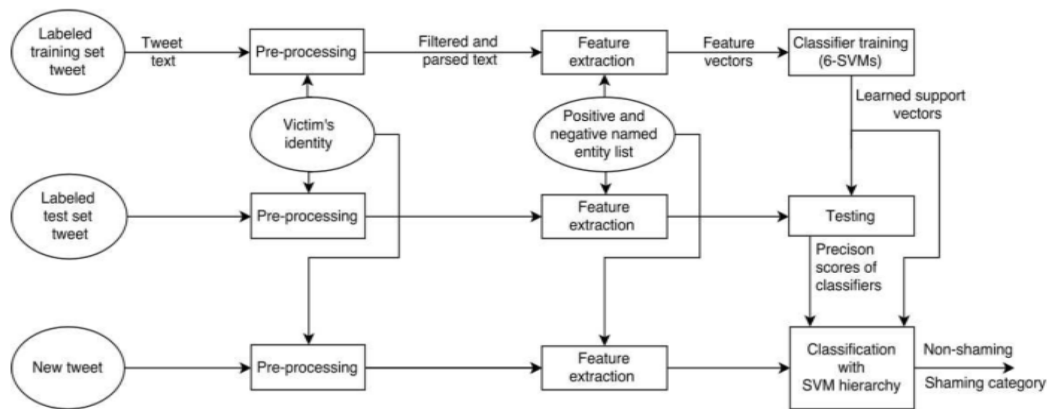 Labeled
training set
tweet
Tweet
text
Pre-processing
Filtered and
parsed text
Feature
extraction
Feature
vectors
Classifier training
(6-SVMs)
Victim's
identity
Positive and
negative named
entity list
Learned support
vectors
Labeled
test set
tweet
Pre-processing
Feature
extraction
Testing
Precison
scores of
classifiers
New tweet
Pre-processing
Feature
extraction
Classification
with
SVM hierarchy
Non-shaming
Shaming category